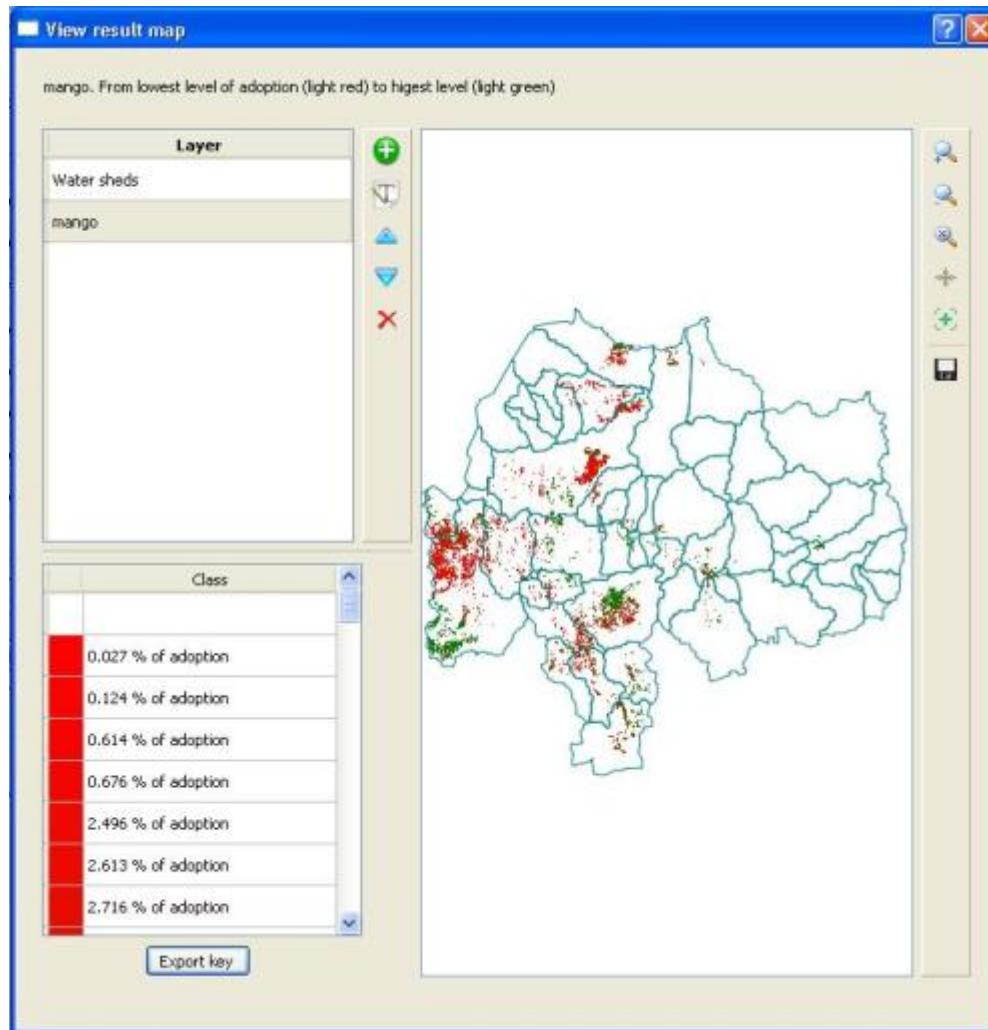 View result map
mango. From lowest level of adoption (light red) to higest level (light green)
Layer
Water sheds
mango
Class
0.027 % of adoption
0.124 % of adoption
0.614 % of adoption
0.676 % of adoption
2.496 % of adoption
2.613 % of adoption
2.716 % of adoption
Export key